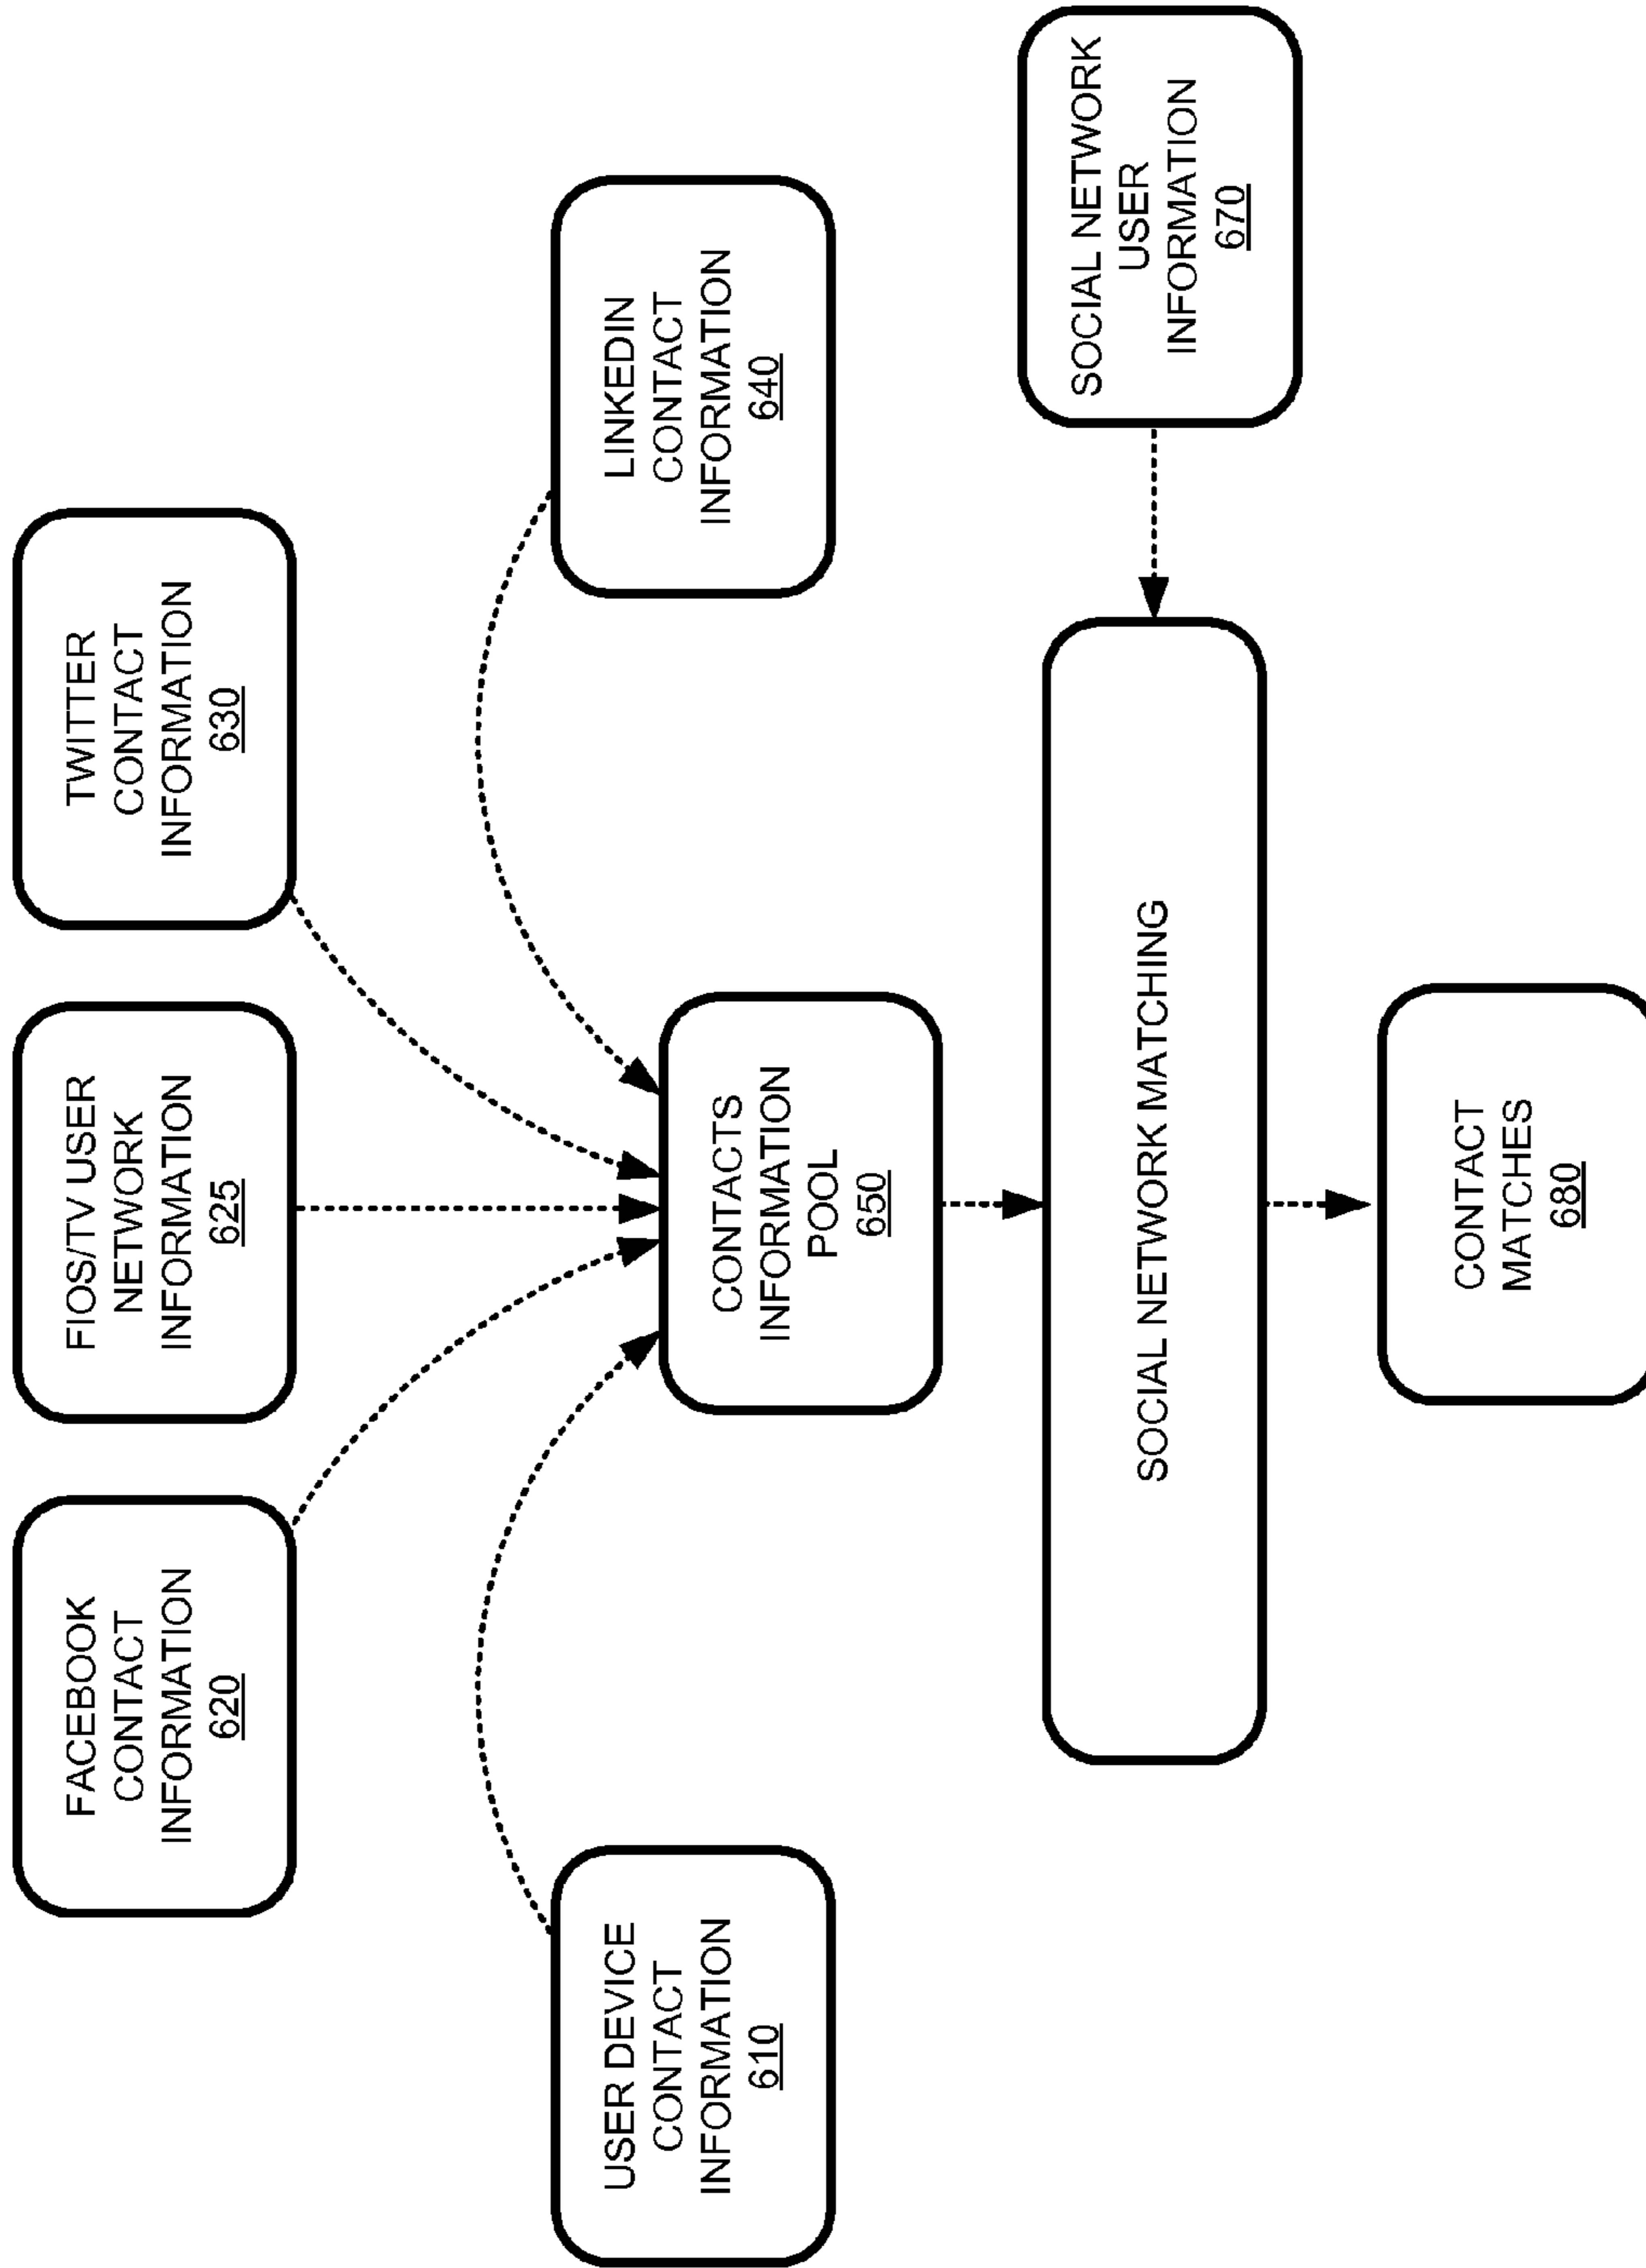 FACEBOOK
CONTACT
INFORMATION
620
FIOS/TV USER
NETWORK
INFORMATION
625
TWITTER
CONTACT
INFORMATION
630
USER DEVICE
CONTACT
INFORMATION
610
LINKEDIN
CONTACT
INFORMATION
640
CONTACTS
INFORMATION
POOL
650
SOCIAL NETWORK MATCHING
SOCIAL NETWORK
USER
INFORMATION
670
CONTACT
MATCHES
680